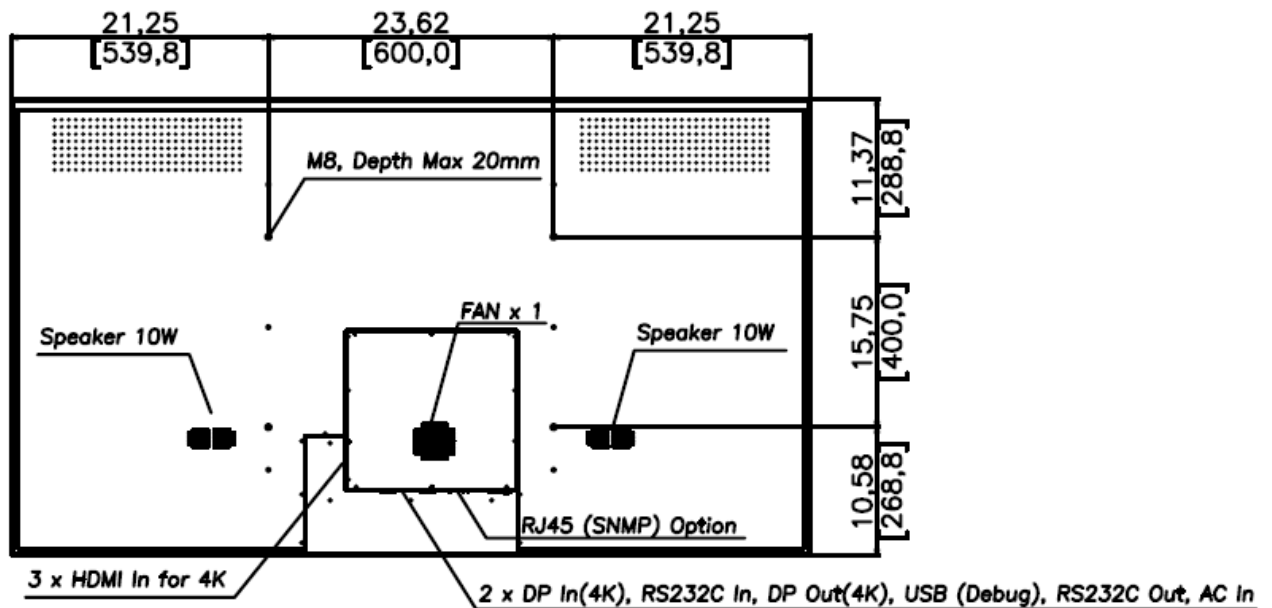 21,25
[539,8]
23,62
[600,0]
21,25
[539,8]
11,37
[288,8]
M8, Depth Max 20mm
15,75
[400,0]
FAN x 1
Speaker 10W
Speaker 10W
10,58
[268,8]
RJ45 (SNMP) Option
3 x HDMI In for 4K
2 x DP In(4K), RS232C In, DP Out(4K), USB (Debug), RS232C Out, AC In